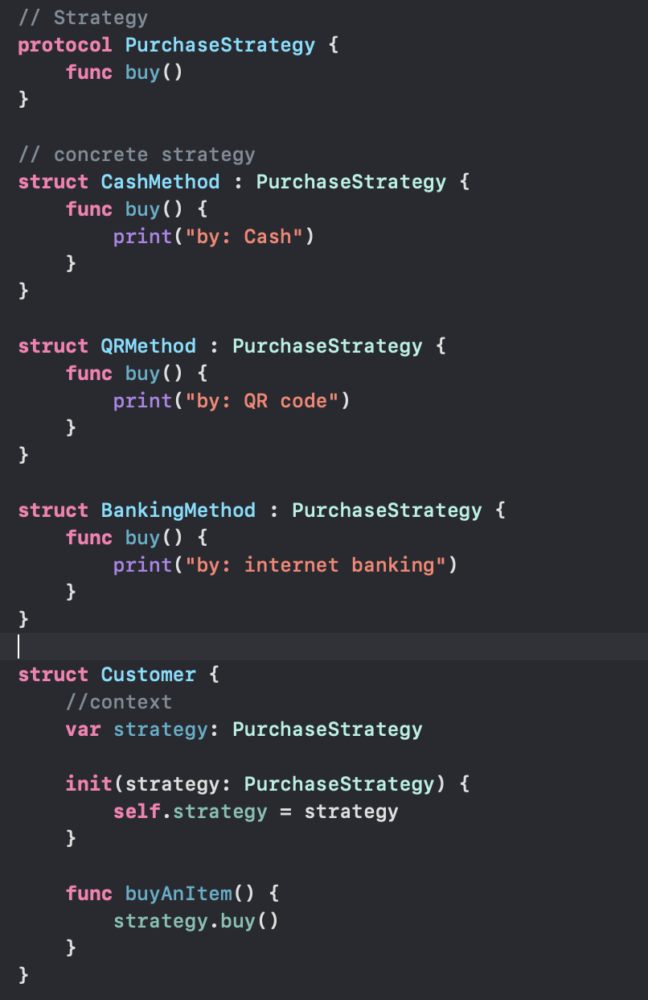 // Strategy
protocol PurchaseStrategy {
    func buy()
}

// concrete strategy
struct CashMethod : PurchaseStrategy {
    func buy() {
        print("by: Cash")
    }
}

struct QRMethod : PurchaseStrategy {
    func buy() {
        print("by: QR code")
    }
}

struct BankingMethod : PurchaseStrategy {
    func buy() {
        print("by: internet banking")
    }
}

struct Customer {
    //context
    var strategy: PurchaseStrategy

    init(strategy: PurchaseStrategy) {
        self.strategy = strategy
    }

    func buyAnItem() {
        strategy.buy()
    }
}